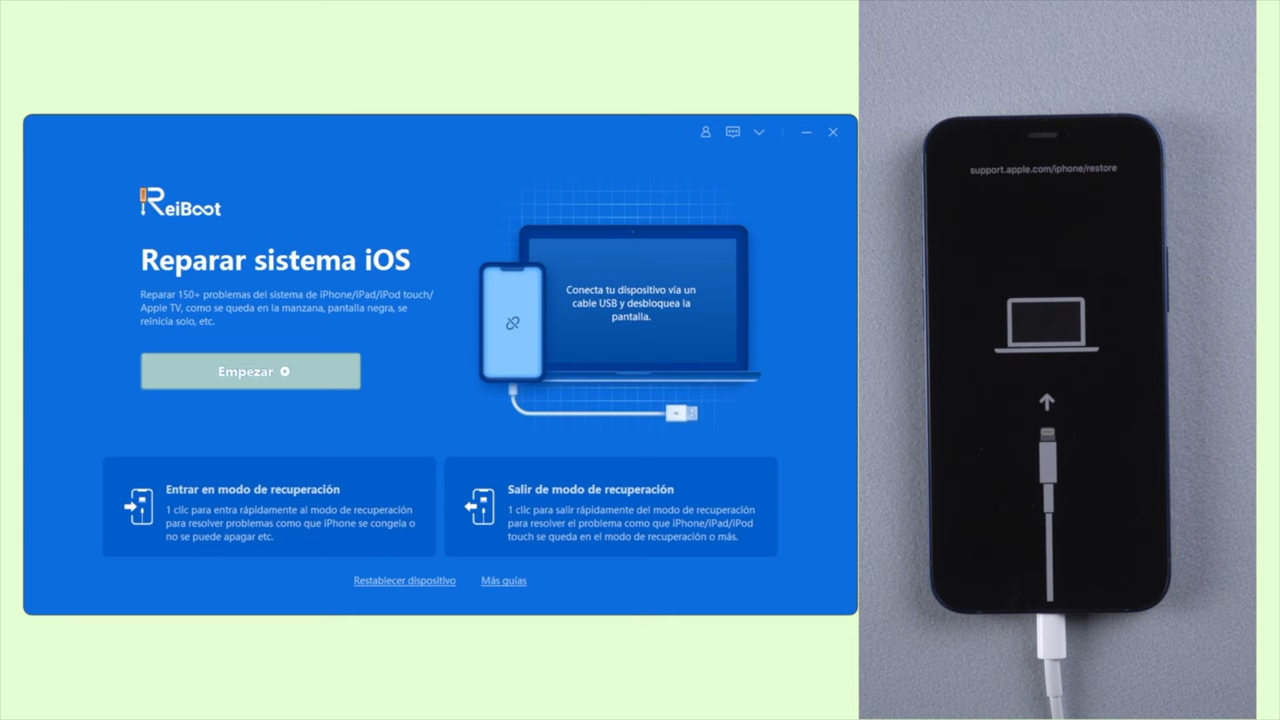 ReiBoot
Reparar sistema iOS
Reparar 150+ problemas del sistema de iPhone/iPad/iPod touch/
Apple TV, como se queda en la manzana, pantalla negra, se
reinicia solo, etc.
Empezar
Conecta tu dispositivo vía un
cable USB y desbloquea la
pantalla.
Entrar en modo de recuperación
1 clic para entra rápidamente al modo de recuperación
para resolver problemas como que iPhone se congela o
no se puede apagar etc.
Salir de modo de recuperación
1 clic para salir rápidamente del modo de recuperación
para resolver el problema como que iPhone/iPad/iPod
touch se queda en el modo de recuperación o más.
Restablecer dispositivo
Más guías
support.apple.com/iphone/restore